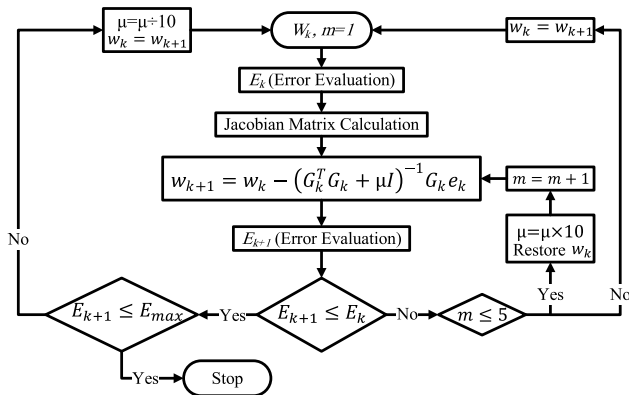 μ=μ÷10
w_k = w_{k+1}
W_k, m=1
w_k = w_{k+1}
E_k (Error Evaluation)
Jacobian Matrix Calculation
w_{k+1} = w_k − (G_k^T G_k + μI)^{−1} G_k e_k
m = m + 1
E_{k+1} (Error Evaluation)
μ=μ×10
Restore w_k
No
E_{k+1} ≤ E_{max}
Yes
E_{k+1} ≤ E_k
No
m ≤ 5
Yes
No
Yes
Stop